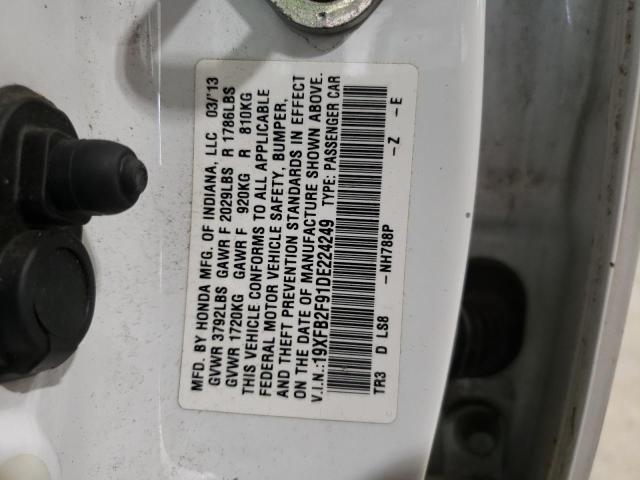 MFD. BY HONDA MFG. OF INDIANA, LLC 03/'13
GVWR 3792LBS GAWR F 2029LBS R 1786LBS
GVWR 1720KG GAWR F 920KG R 810KG
THIS VEHICLE CONFORMS TO ALL APPLICABLE
FEDERAL MOTOR VEHICLE SAFETY, BUMPER,
AND THEFT PREVENTION STANDARDS IN EFFECT
ON THE DATE OF MANUFACTURE SHOWN ABOVE.
V.I.N.:19XFB2F91DE224249 TYPE: PASSENGER CAR
TR3 D LS8 -NH788P -Z -E